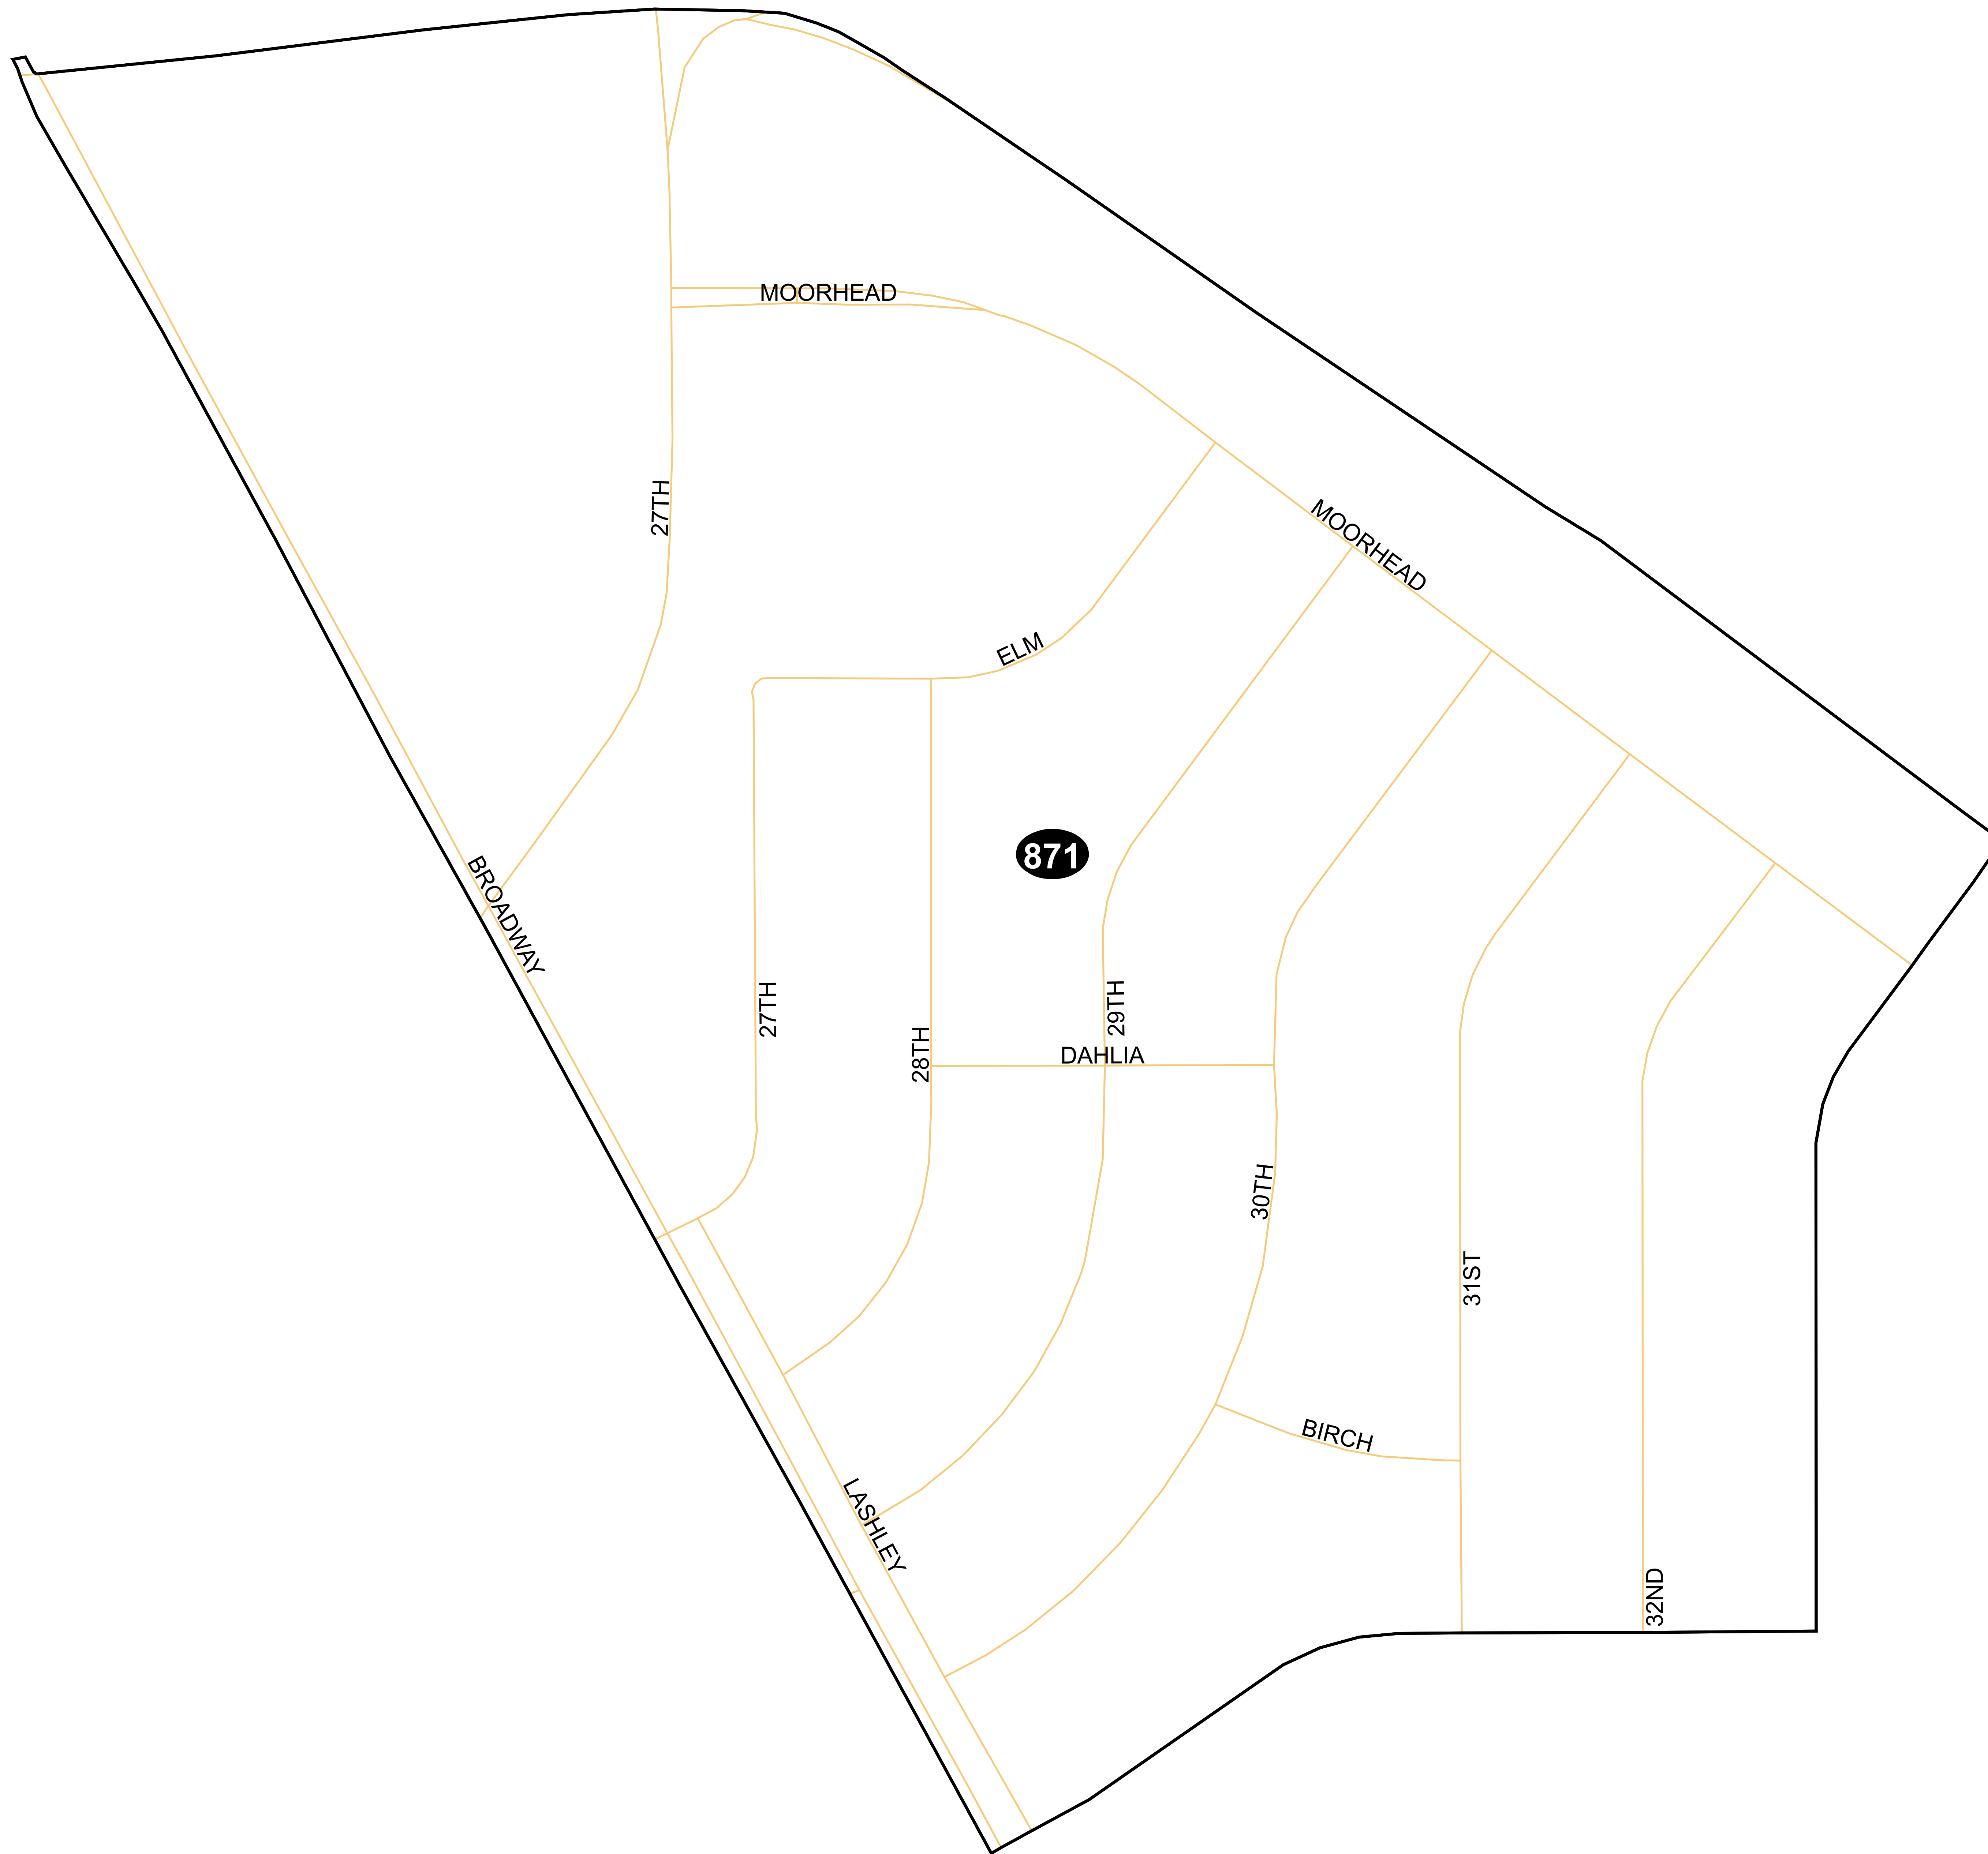 MOORHEAD
27TH
MOORHEAD
ELM
871
BROADWAY
27TH
28TH
29TH
DAHLIA
30TH
31ST
BIRCH
LASHLEY
32ND